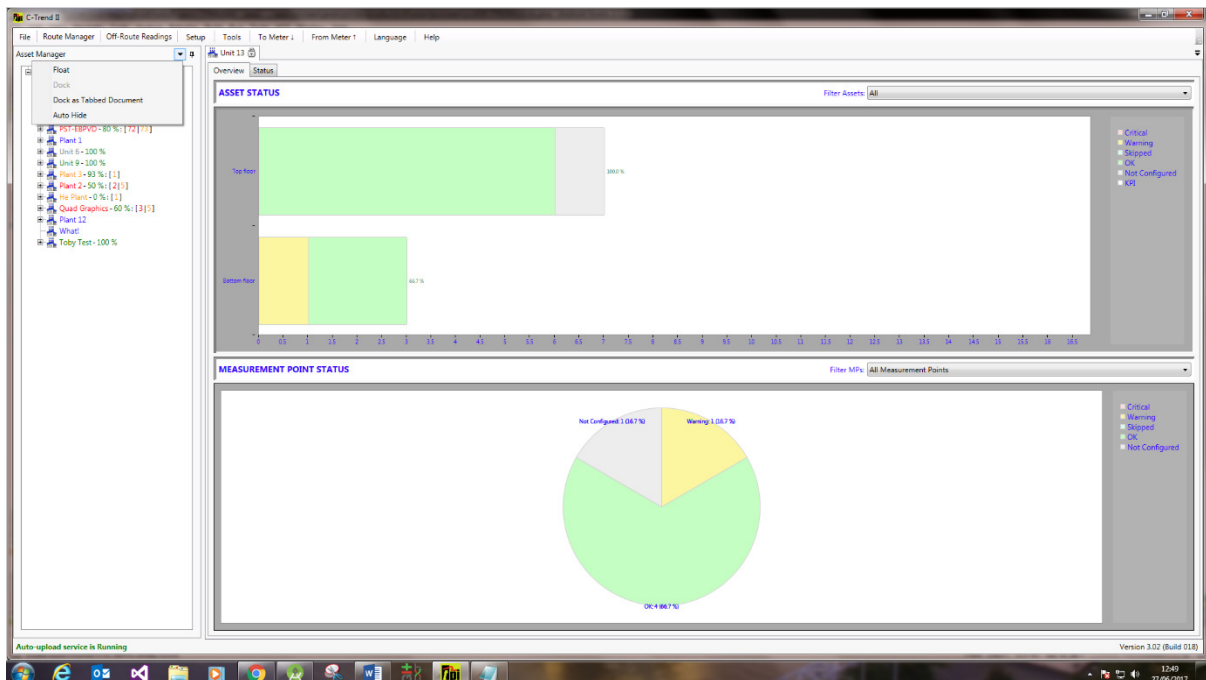 C-Trend II
File Route Manager Off-Route Readings Setup Tools To Meter ↓ From Meter ↑ Language Help
Asset Manager
Unit 13
Float
Dock
Dock as Tabbed Document
Auto Hide
PST-EBPVD - 80 %: [72|73]
Plant 1
Unit 6 - 100 %
Unit 9 - 100 %
Plant 3 - 93 %: [1]
Plant 2 - 50 %: [2|5]
He Plant - 0 %: [1]
Quad Graphics - 60 %: [3|5]
Plant 12
What!
Toby Test - 100 %
Overview Status
ASSET STATUS
Filter Assets: All
Top floor
100.0 %
Bottom floor
66.7 %
0 0.5 1 1.5 2 2.5 3 3.5 4 4.5 5 5.5 6 6.5 7 7.5 8 8.5 9 9.5 10 10.5 11 11.5 12 12.5 13 13.5 14 14.5 15 15.5 16 16.5
Critical
Warning
Skipped
OK
Not Configured
KPI
MEASUREMENT POINT STATUS
Filter MPs: All Measurement Points
Not Configured: 1 (16.7 %)
Warning: 1 (16.7 %)
OK: 4 (66.7 %)
Critical
Warning
Skipped
OK
Not Configured
Auto-upload service is Running
Version 3.02 (Build 018)
12:49
27/06/2017